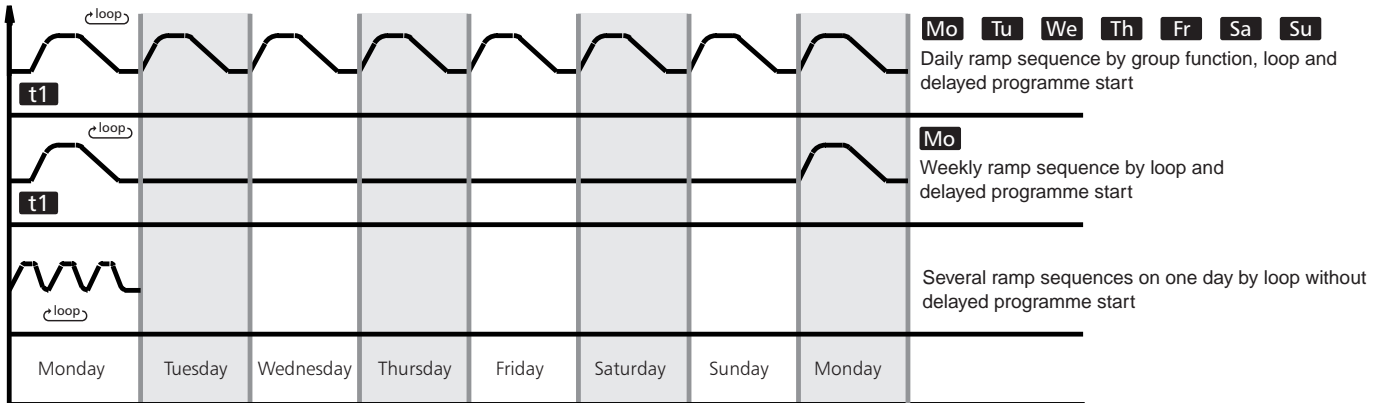 loop
Mo Tu We Th Fr Sa Su
Daily ramp sequence by group function, loop and
delayed programme start
t1
loop
Mo
Weekly ramp sequence by loop and
delayed programme start
t1
Several ramp sequences on one day by loop without
delayed programme start
loop
Monday Tuesday Wednesday Thursday Friday Saturday Sunday Monday